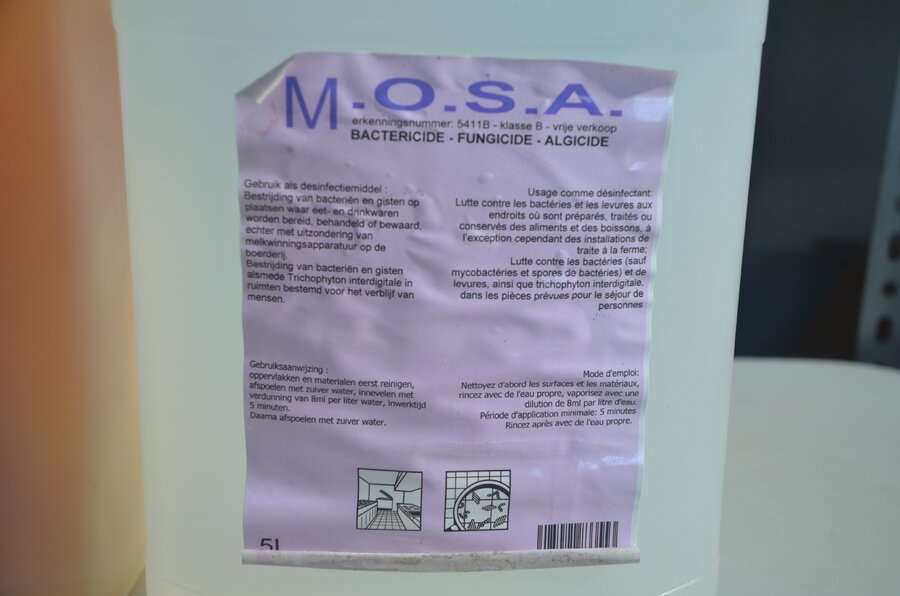 M.O.S.A.
erkenningsnummer: 5411B - klasse B - vrije verkoop
BACTERICIDE - FUNGICIDE - ALGICIDE
Gebruik als desinfectiemiddel :
Bestrijding van bacteriën en gisten op
plaatsen waar eet- en drinkwaren
worden bereid, behandeld of bewaard,
echter met uitzondering van
melkwinningsapparatuur op de
boerderij.
Bestrijding van bacteriën en gisten
alsmede Trichophyton interdigitale in
ruimten bestemd voor het verblijf van
mensen.
Usage comme désinfectant:
Lutte contre les bactéries et les levures aux
endroits où sont préparés, traités ou
conservés des aliments et des boissons, à
l'exception cependant des installations de
traite à la ferme;
Lutte contre les bactéries (sauf
mycobactéries et spores de bactéries) et de
levures, ainsi que trichophyton interdigitale,
dans les pièces prévues pour le séjour de
personnes
Gebruiksaanwijzing :
oppervlakken en materialen eerst reinigen,
afspoelen met zuiver water, innevelen met
verdunning van 8ml per liter water, inwerktijd
5 minuten.
Daarna afspoelen met zuiver water.
Mode d'emploi:
Nettoyez d'abord les surfaces et les matériaux,
rincez avec de l'eau propre, vaporisez avec une
dilution de 8ml par litre d'eau.
Période d'application minimale: 5 minutes
Rincez après avec de l'eau propre.
5L